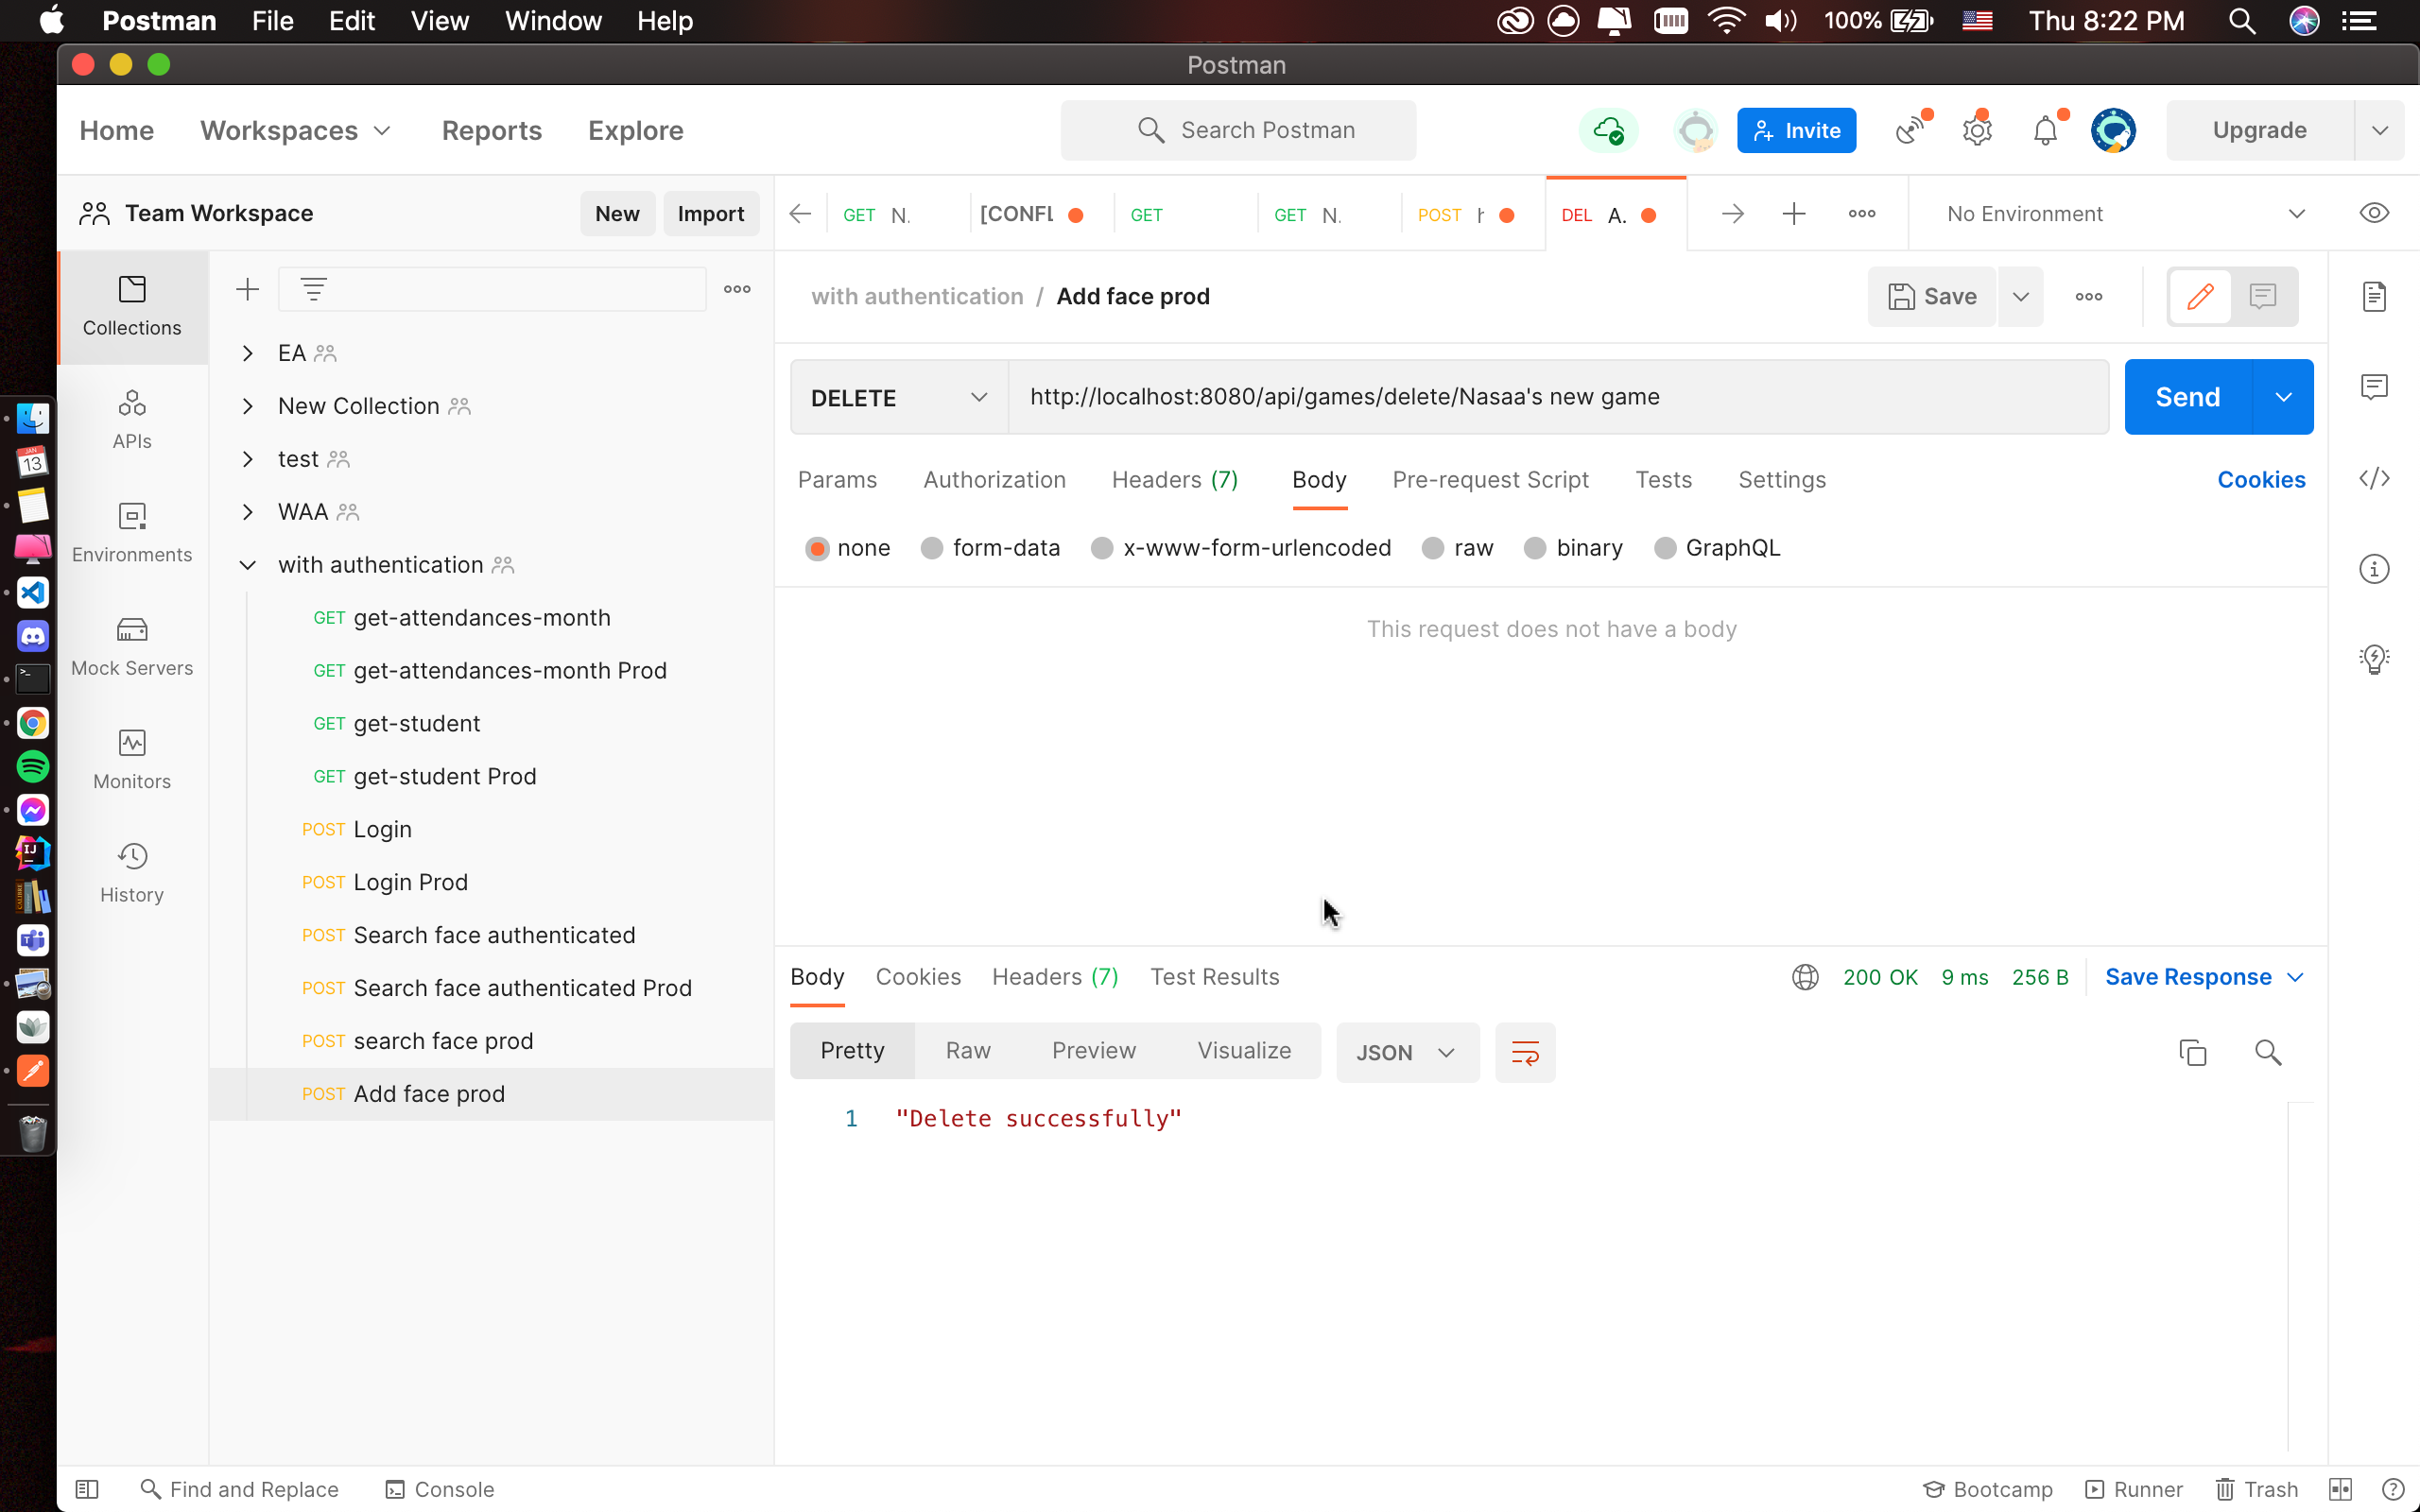 Postman File Edit View Window Help 100% Thu 8:22 PM
Postman
Home Workspaces Reports Explore Search Postman Invite Upgrade
Team Workspace New Import GET N. [CONFL GET GET N. POST DEL A. No Environment
with authentication / Add face prod Save
Collections
APIs
Environments
Mock Servers
Monitors
History
EA
New Collection
test
WAA
with authentication
GET get-attendances-month
GET get-attendances-month Prod
GET get-student
GET get-student Prod
POST Login
POST Login Prod
POST Search face authenticated
POST Search face authenticated Prod
POST search face prod
POST Add face prod
DELETE http://localhost:8080/api/games/delete/Nasaa's new game Send
Params Authorization Headers (7) Body Pre-request Script Tests Settings Cookies
none form-data x-www-form-urlencoded raw binary GraphQL
This request does not have a body
Body Cookies Headers (7) Test Results 200 OK 9 ms 256 B Save Response
Pretty Raw Preview Visualize JSON
1 "Delete successfully"
JAN
13
IJ
Find and Replace Console Bootcamp Runner Trash